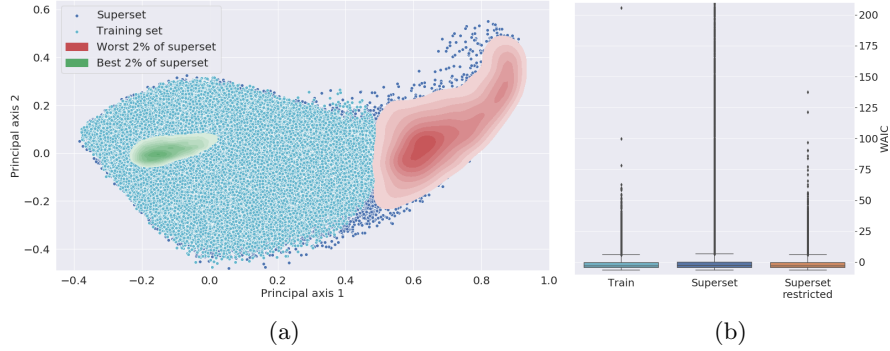 Superset
Training set
Worst 2% of superset
Best 2% of superset
0.6
0.4
0.2
0.0
−0.2
−0.4
Principal axis 2
−0.4
−0.2
0.0
0.2
0.4
0.6
0.8
1.0
Principal axis 1
(a)
200
175
150
125
100
75
50
25
0
WAIC
Train
Superset
Superset
restricted
(b)